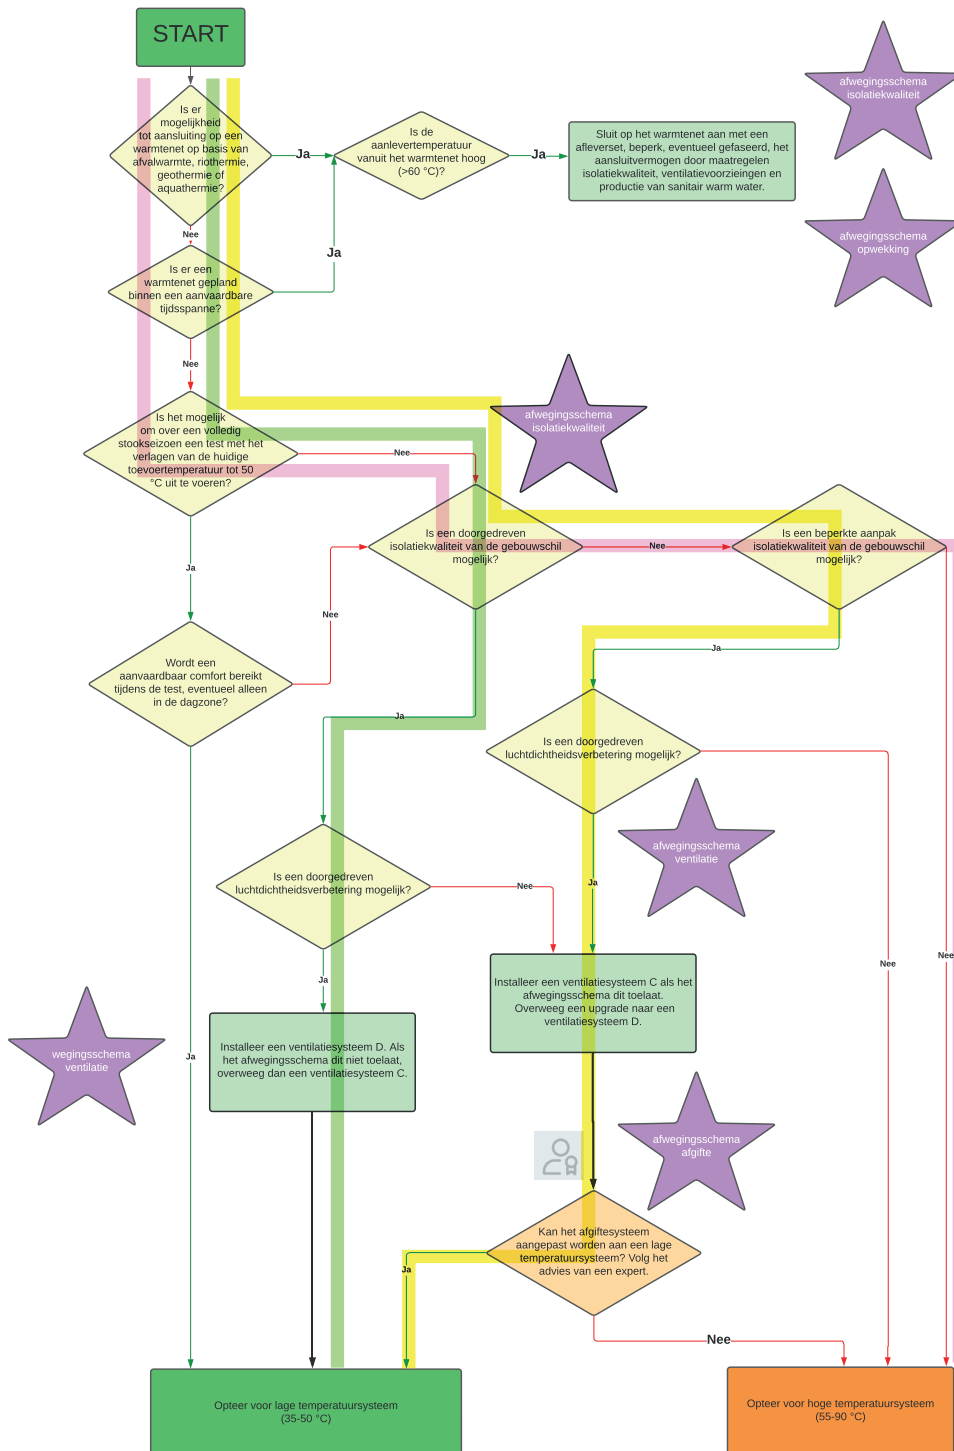 START
afwegingsschema
isolatiekwaliteit
Is er
mogelijkheid
tot aansluiting op een
warmtenet op basis van
afvalwarmte, riothermie,
geothermie of
aquathermie?
Ja
Is de
aanlevertemperatuur
vanuit het warmtenet hoog
(>60 °C)?
Ja
Sluit op het warmtenet aan met een
afleverset, beperk, eventueel gefaseerd, het
aansluitvermogen door maatregelen
isolatiekwaliteit, ventilatievoorzieingen en
productie van sanitair warm water.
Nee
afwegingsschema
opwekking
Ja
Is er een
warmtenet gepland
binnen een aanvaardbare
tijdsspanne?
Nee
Is het mogelijk
om over een volledig
stookseizoen een test met het
verlagen van de huidige
toevoertemperatuur tot 50
°C uit te voeren?
Nee
afwegingsschema
isolatiekwaliteit
Is een doorgedreven
isolatiekwaliteit van de gebouwschil
mogelijk?
Nee
Is een beperkte aanpak
isolatiekwaliteit van de gebouwschil
mogelijk?
Ja
Nee
Wordt een
aanvaardbaar comfort bereikt
tijdens de test, eventueel alleen
in de dagzone?
Ja
Ja
Is een doorgedreven
luchtdichtheidsverbetering mogelijk?
afwegingsschema
ventilatie
Is een doorgedreven
luchtdichtheidsverbetering mogelijk?
Nee
Ja
Nee
Nee
Ja
Installeer een ventilatiesysteem C als het
afwegingsschema dit toelaat.
Overweeg een upgrade naar een
ventilatiesysteem D.
Installeer een ventilatiesysteem D. Als
het afwegingsschema dit niet toelaat,
overweeg dan een ventilatiesysteem C.
wegingsschema
ventilatie
Ja
afwegingsschema
afgifte
Kan het afgiftesysteem
aangepast worden aan een lage
temperatuursysteem? Volg het
advies van een expert.
Ja
Nee
Opteer voor lage temperatuursysteem
(35-50 °C)
Opteer voor hoge temperatuursysteem
(55-90 °C)